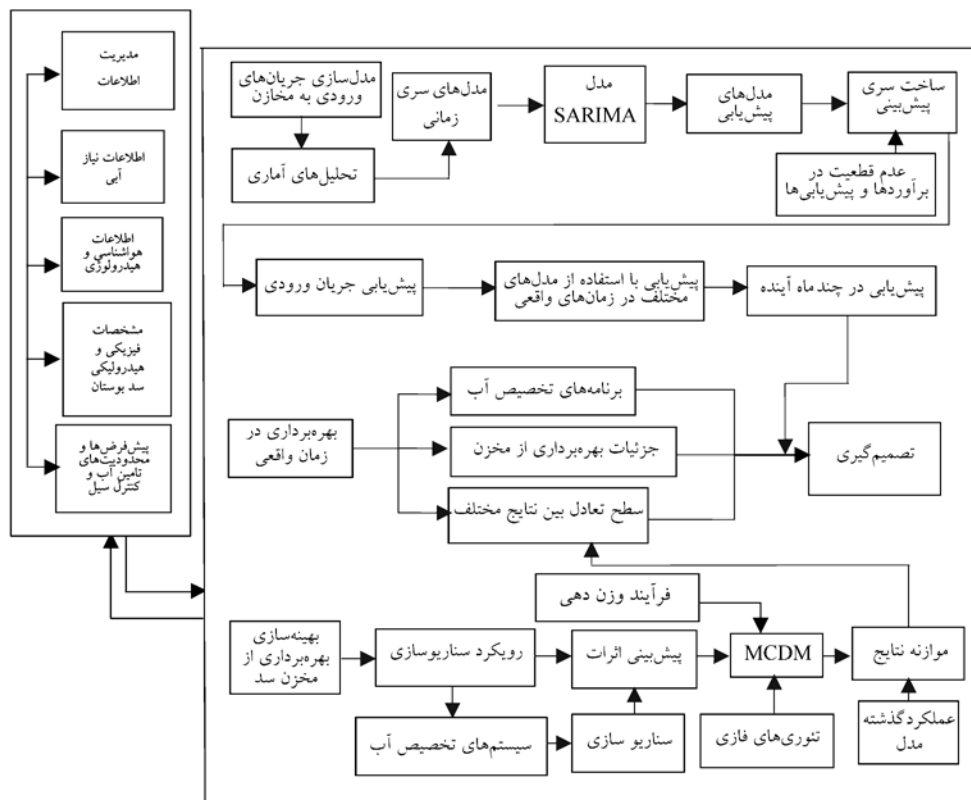 مدیریت
اطلاعات
اطلاعات نیاز
آبی
اطلاعات
هواشناسی و
هیدرولوژی
مشخصات
فیزیکی و
هیدرولیکی
سد بوستان
پیش‌فرض‌ها و
محدودیت‌های
تامین آب و
کنترل سیل
مدل‌سازی جریان‌های
ورودی به مخازن
تحلیل‌های آماری
مدل‌های سری
زمانی
مدل
SARIMA
مدل‌های
پیش‌یابی
ساخت سری
پیش‌بینی
عدم قطعیت در
برآوردها و پیش‌یابی‌ها
پیش‌یابی جریان ورودی
پیش‌یابی با استفاده از مدل‌های
مختلف در زمان‌های واقعی
پیش‌یابی در چند ماه آینده
بهره‌برداری در
زمان واقعی
برنامه‌های تخصیص آب
جزئیات بهره‌برداری از مخزن
سطح تعادل بین نتایج مختلف
تصمیم‌گیری
فرآیند وزن دهی
بهینه‌سازی
بهره‌برداری از
مخزن سد
رویکرد سناریوسازی
پیش‌بینی اثرات
MCDM
موازنه نتایج
سیستم‌های تخصیص آب
سناریو سازی
تئوری‌های فازی
عملکرد گذشته
مدل